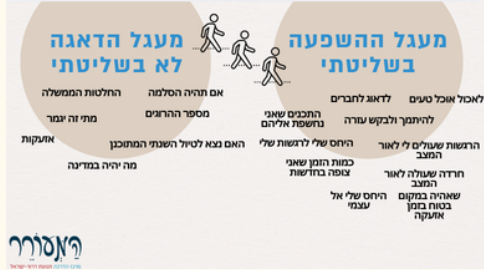 מעגל ההשפעה
בשליטתי
לאכול אוכל טעים
לדאוג לחברים
להיתמך ולבקש עזרה
התכנים שאני
נחשפת אליהם
הרגשות שעולים לי לאור
המצב
היחס שלי לרגשות שלי
כמות הזמן שאני
צופה בחדשות
חרדה שעולה לאור
המצב
שאהיה במקום
בטוח בזמן
אזעקה
היחס שלי אל
עצמי
מעגל הדאגה
לא בשליטתי
אם תהיה הסלמה
החלטות הממשלה
מספר ההרוגים
מתי זה יגמר
אזעקות
האם נצא לטיול השנתי המתוכנן
מה יהיה במדינה
הַמְּעוֹרֵר